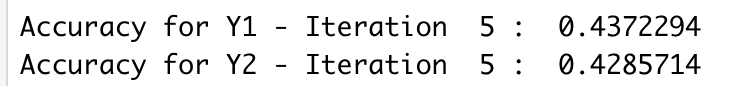 Accuracy for Y1 - Iteration  5 :  0.4372294
Accuracy for Y2 - Iteration  5 :  0.4285714